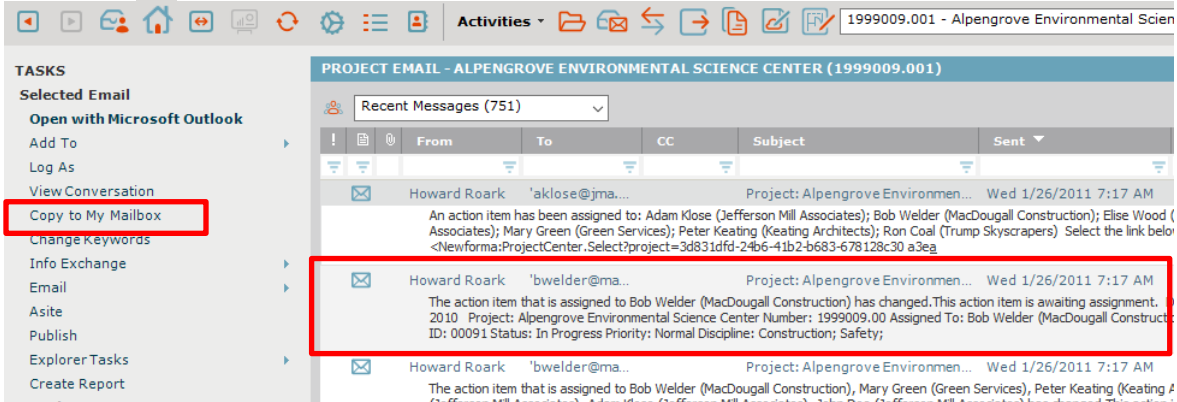 Activities
1999009.001 - Alpengrove Environmental Scien
TASKS
Selected Email
Open with Microsoft Outlook
Add To
Log As
View Conversation
Copy to My Mailbox
Change Keywords
Info Exchange
Email
Asite
Publish
Explorer Tasks
Create Report
PROJECT EMAIL - ALPENGROVE ENVIRONMENTAL SCIENCE CENTER (1999009.001)
Recent Messages (751)
! From To CC Subject Sent
Howard Roark 'aklose@jma... Project: Alpengrove Environmen... Wed 1/26/2011 7:17 AM
An action item has been assigned to: Adam Klose (Jefferson Mill Associates); Bob Welder (MacDougall Construction); Elise Wood (
Associates); Mary Green (Green Services); Peter Keating (Keating Architects); Ron Coal (Trump Skyscrapers) Select the link belo
<Newforma:ProjectCenter.Select?project=3d831dfd-24b6-41b2-b683-678128c30 a3ea
Howard Roark 'bwelder@ma... Project: Alpengrove Environmen... Wed 1/26/2011 7:17 AM
The action item that is assigned to Bob Welder (MacDougall Construction) has changed.This action item is awaiting assignment.
2010 Project: Alpengrove Environmental Science Center Number: 1999009.00 Assigned To: Bob Welder (MacDougall Constructi
ID: 00091 Status: In Progress Priority: Normal Discipline: Construction; Safety;
Howard Roark 'bwelder@ma... Project: Alpengrove Environmen... Wed 1/26/2011 7:17 AM
The action item that is assigned to Bob Welder (MacDougall Construction), Mary Green (Green Services), Peter Keating (Keating A